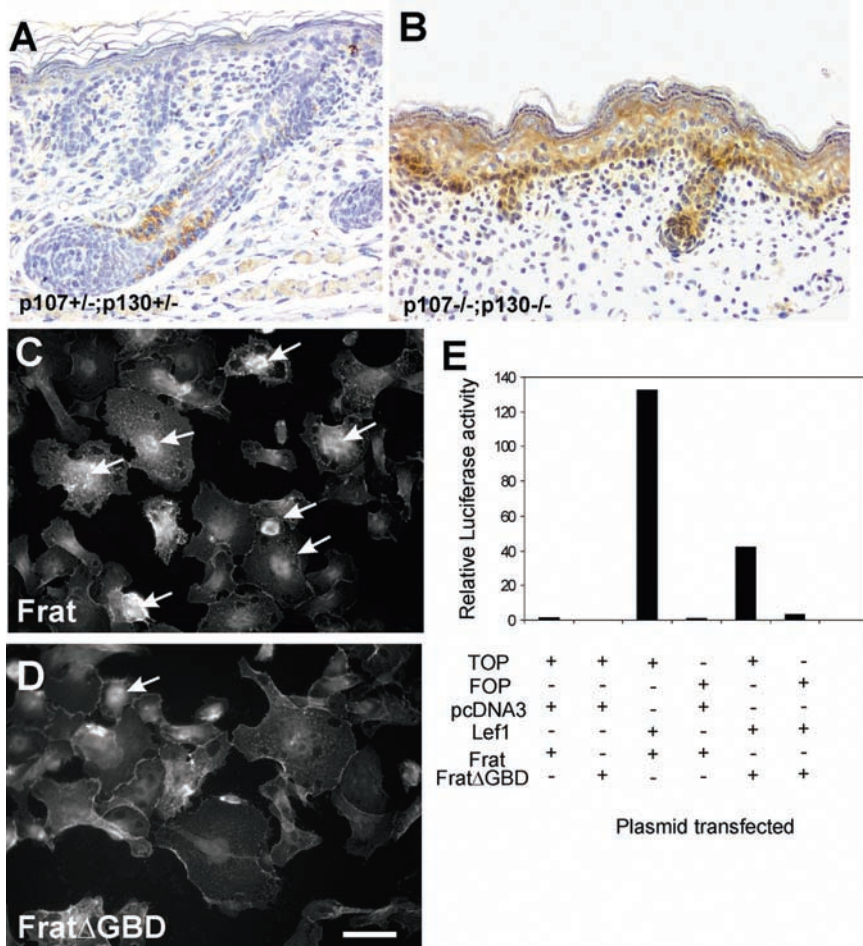 A
B
p107+/-;p130+/-
p107-/-;p130-/-
C
Frat
D
FratΔGBD
E
Relative Luciferase activity
140
120
100
80
60
40
20
0
TOP + + + - + -
FOP - - - + - +
pcDNA3 + + - + - -
Lef1 - - + - + +
Frat + - + + - -
FratΔGBD - + - - + +
Plasmid transfected